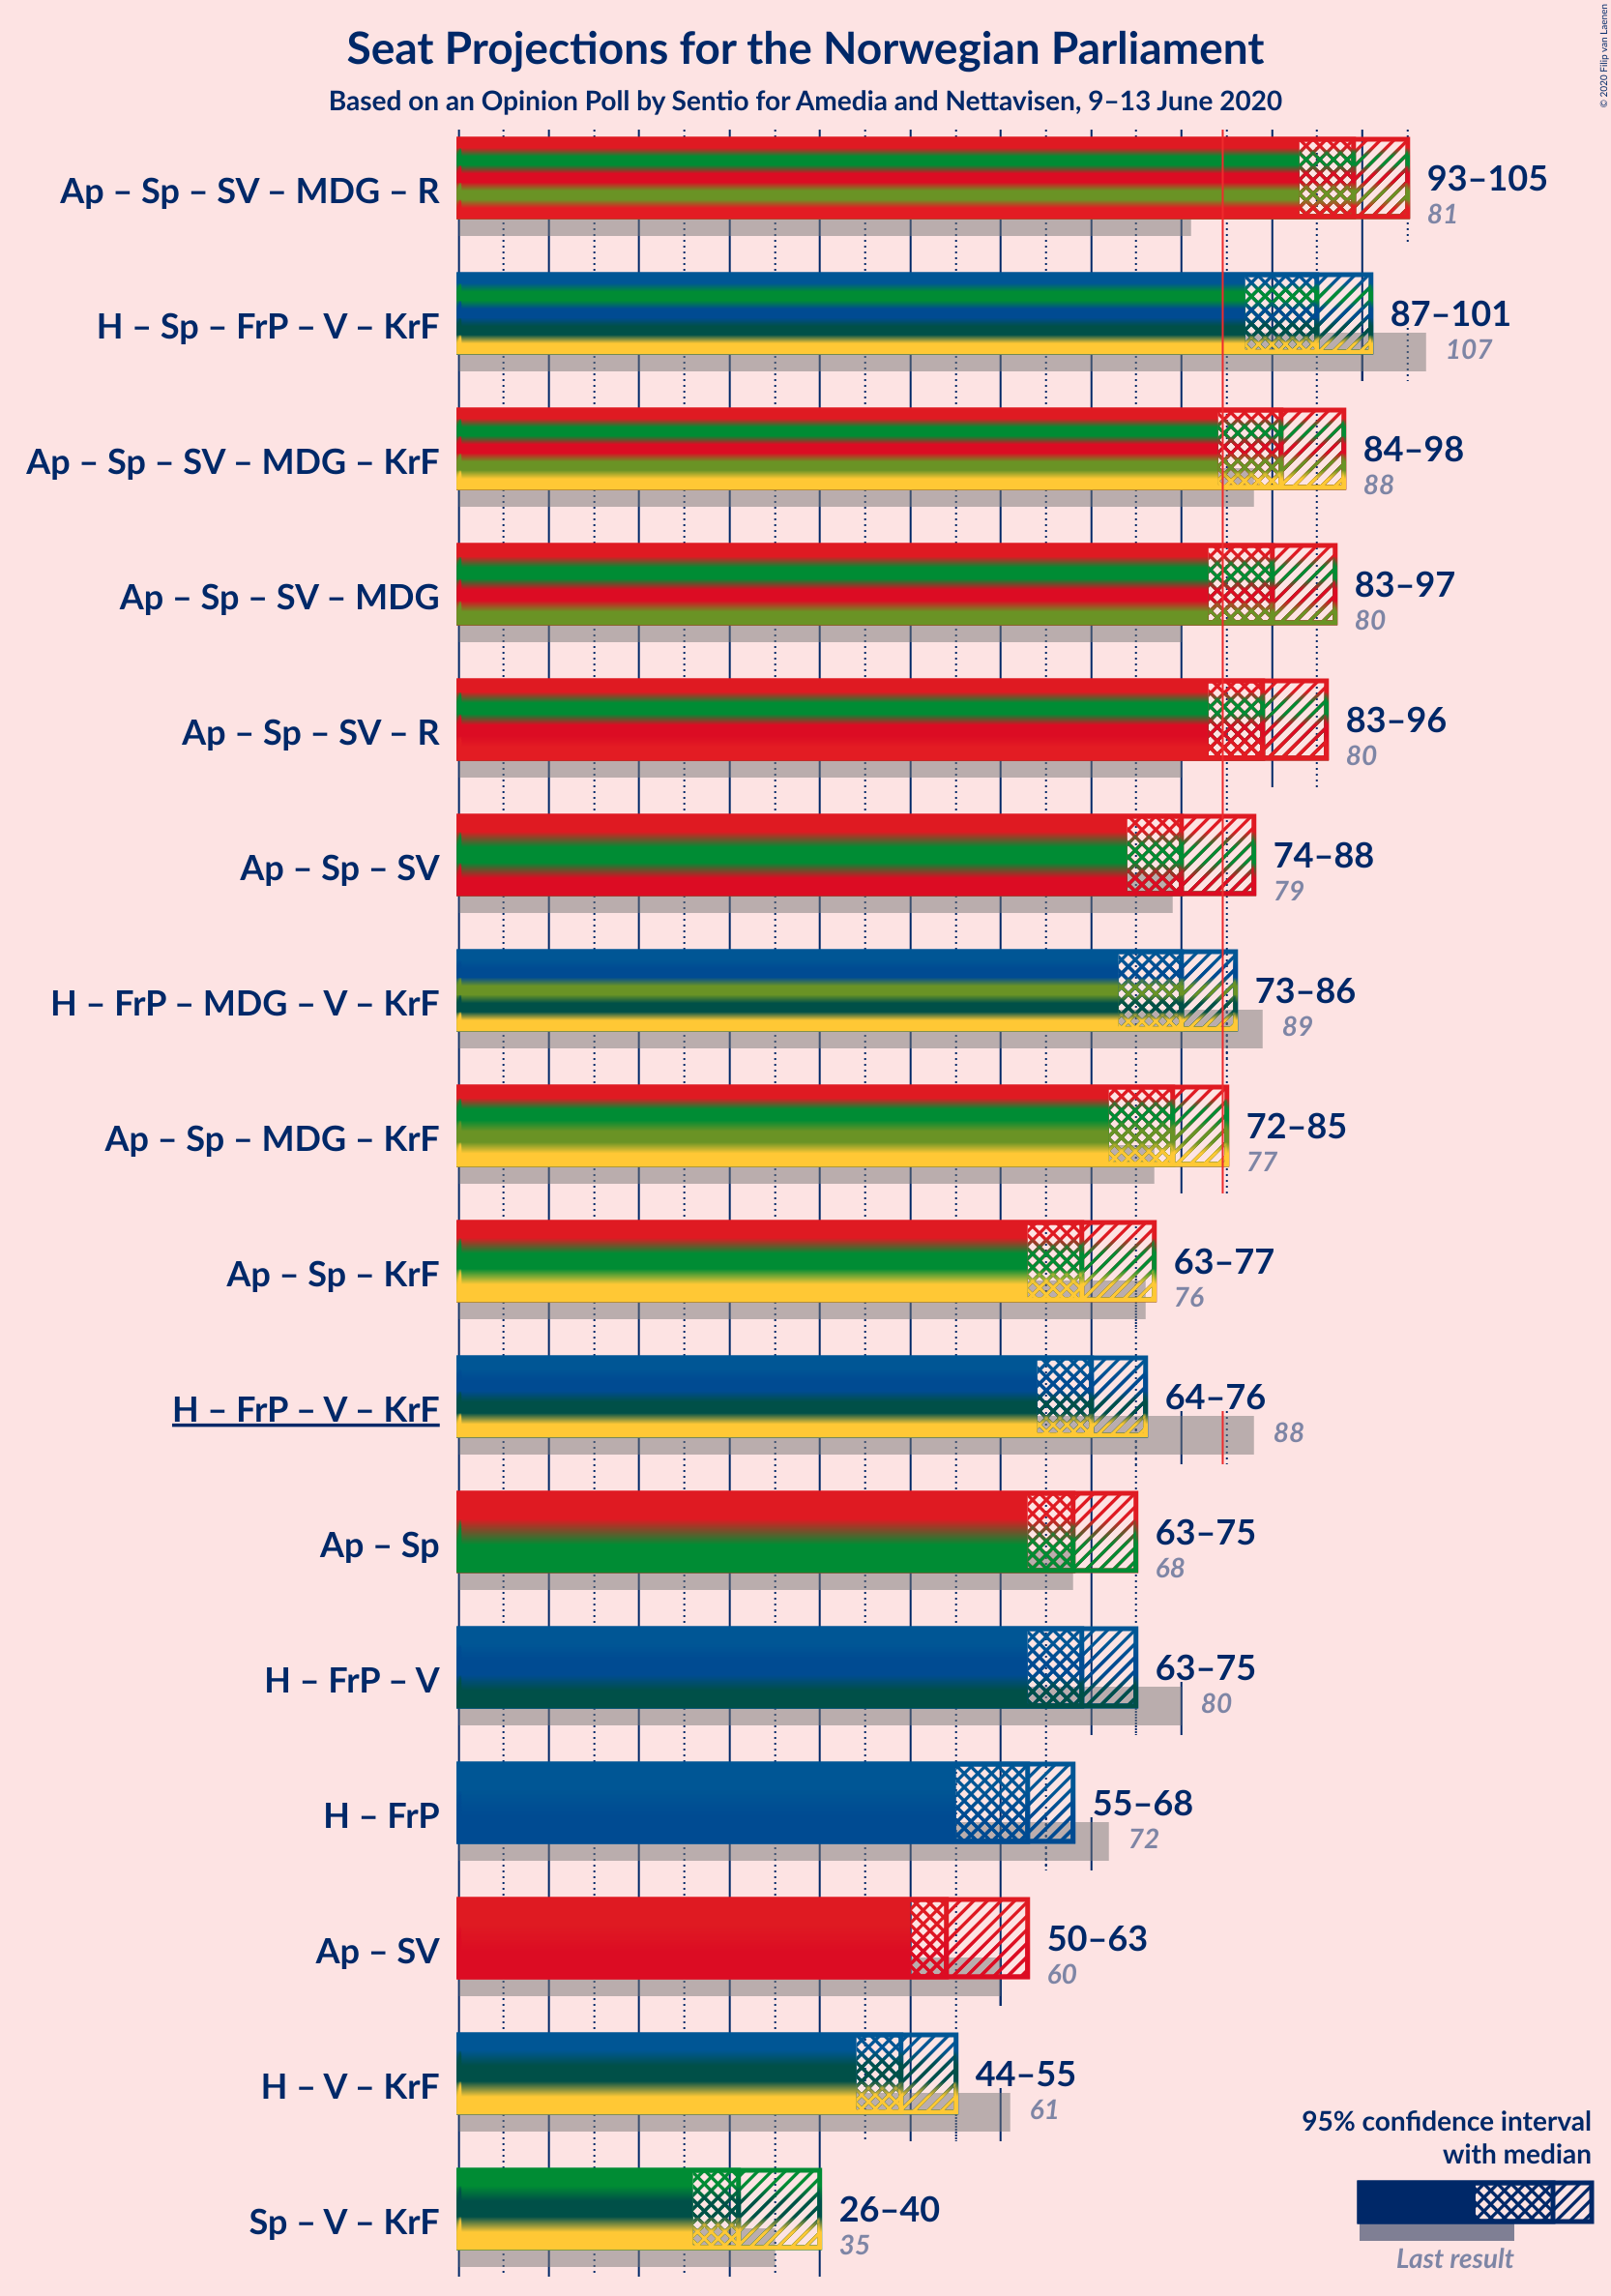 © 2020 Filip van Laenen
Seat Projections for the Norwegian Parliament
Based on an Opinion Poll by Sentio for Amedia and Nettavisen, 9–13 June 2020
Ap – Sp – SV – MDG – R
93–105
81
H – Sp – FrP – V – KrF
87–101
107
Ap – Sp – SV – MDG – KrF
84–98
88
Ap – Sp – SV – MDG
83–97
80
Ap – Sp – SV – R
83–96
80
Ap – Sp – SV
74–88
79
H – FrP – MDG – V – KrF
73–86
89
Ap – Sp – MDG – KrF
72–85
77
Ap – Sp – KrF
63–77
76
H – FrP – V – KrF
64–76
88
Ap – Sp
63–75
68
H – FrP – V
63–75
80
H – FrP
55–68
72
Ap – SV
50–63
60
H – V – KrF
44–55
61
Sp – V – KrF
26–40
35
95% confidence interval
with median
Last result